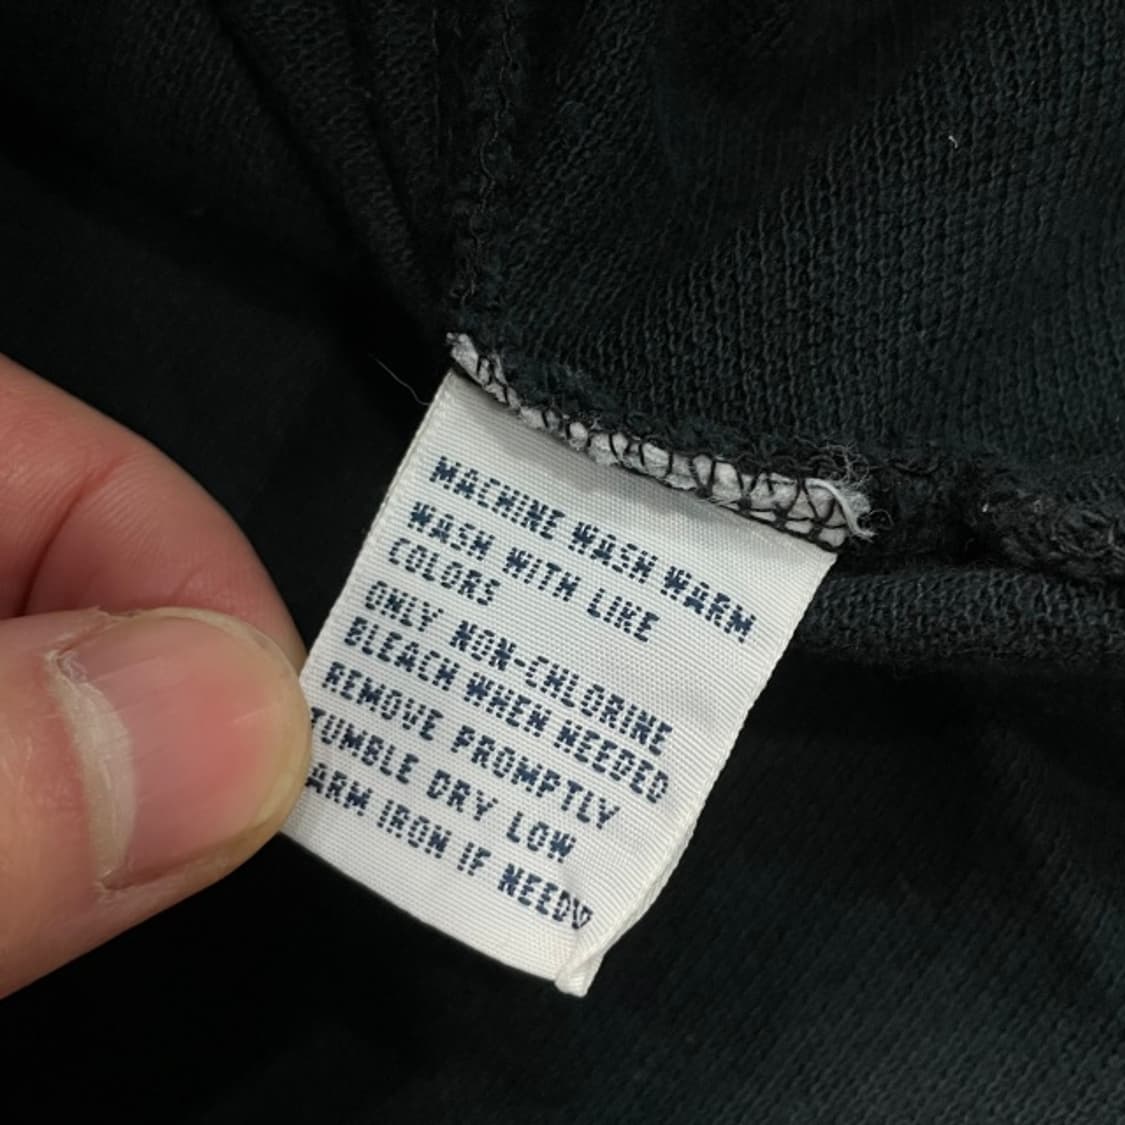 MACHINE WASH WARM
WASH WITH LIKE
COLORS
ONLY NON-CHLORINE
BLEACH WHEN NEEDED
REMOVE PROMPTLY
TUMBLE DRY LOW
ARM IRON IF NEED